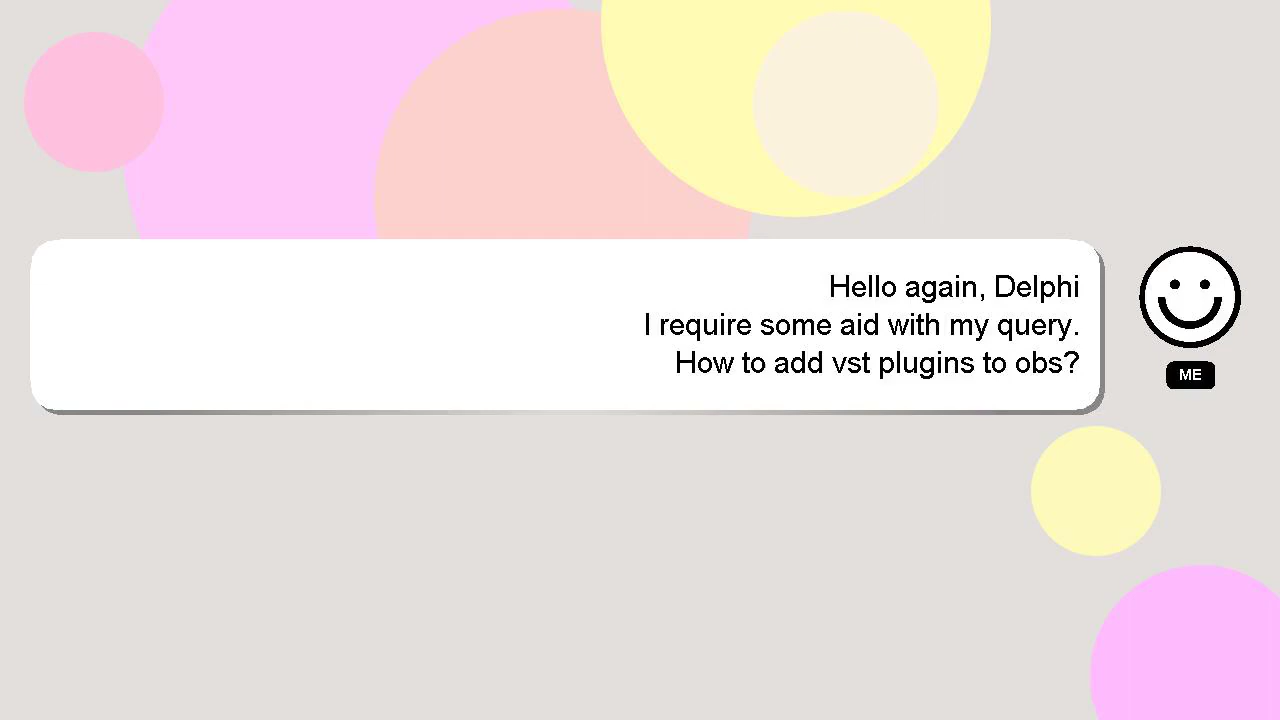 Hello again, Delphi
I require some aid with my query.
How to add vst plugins to obs?
ME